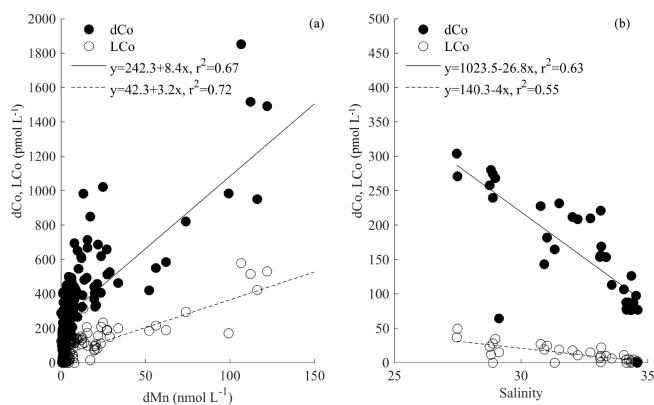 (a)
dCo
LCo
y=242.3+8.4x, r²=0.67
y=42.3+3.2x, r²=0.72
2000
1800
1600
1400
1200
1000
800
600
400
200
0
dCo, LCo (pmol L⁻¹)
0 50 100 150
dMn (nmol L⁻¹)
(b)
dCo
LCo
y=1023.5-26.8x, r²=0.63
y=140.3-4x, r²=0.55
500
450
400
350
300
250
200
150
100
50
0
dCo, LCo (pmol L⁻¹)
25 30 35
Salinity